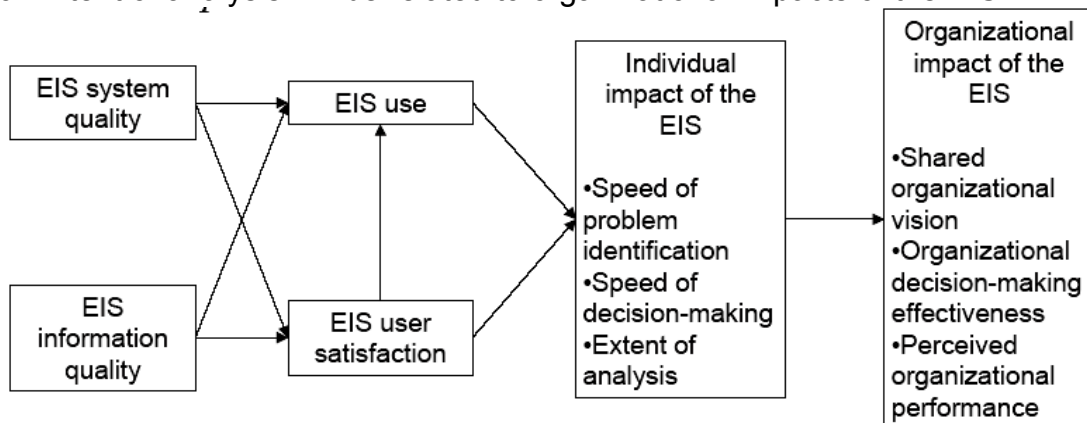 EIS system
quality
EIS
information
quality
EIS use
EIS user
satisfaction
Individual
impact of the
EIS
•Speed of
problem
identification
•Speed of
decision-making
•Extent of
analysis
Organizational
impact of the
EIS
•Shared
organizational
vision
•Organizational
decision-making
effectiveness
•Perceived
organizational
performance